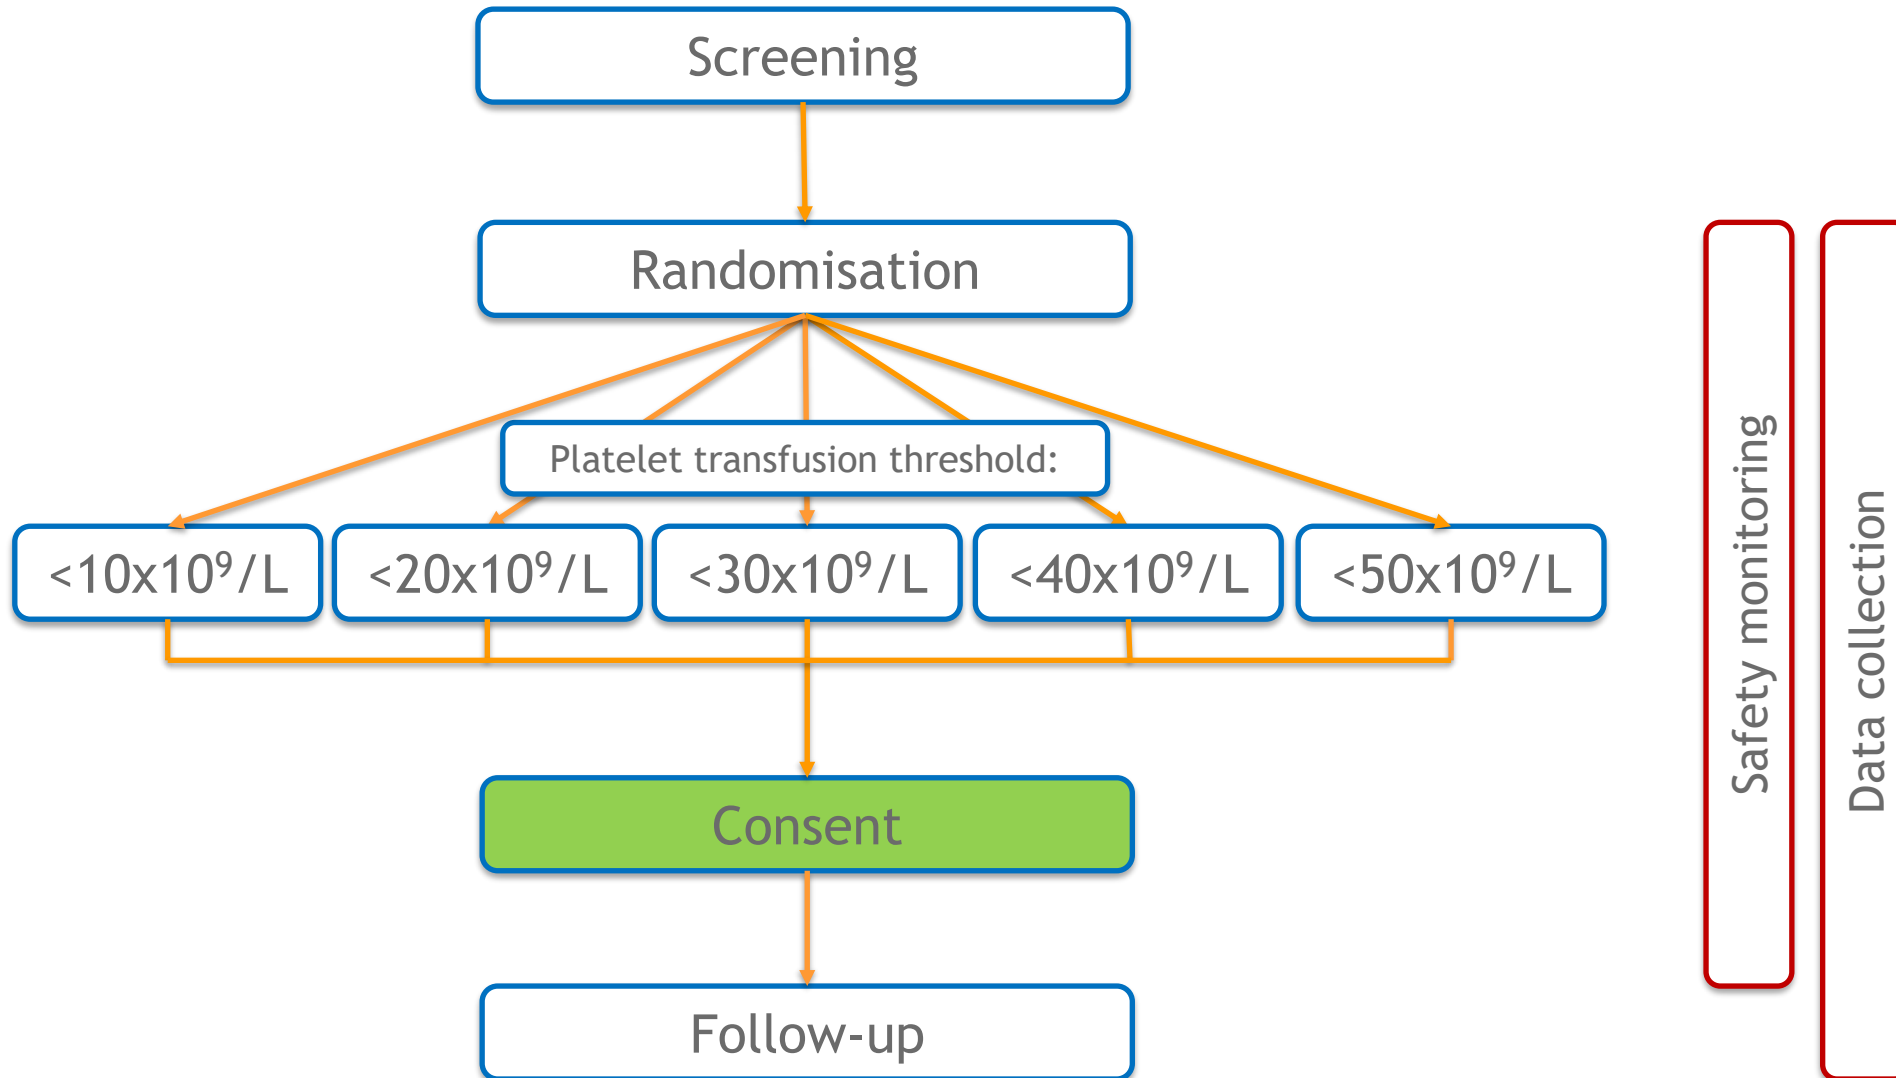 Screening
Randomisation
Platelet transfusion threshold:
<10x10⁹/L
<20x10⁹/L
<30x10⁹/L
<40x10⁹/L
<50x10⁹/L
Consent
Follow-up
Safety monitoring
Data collection